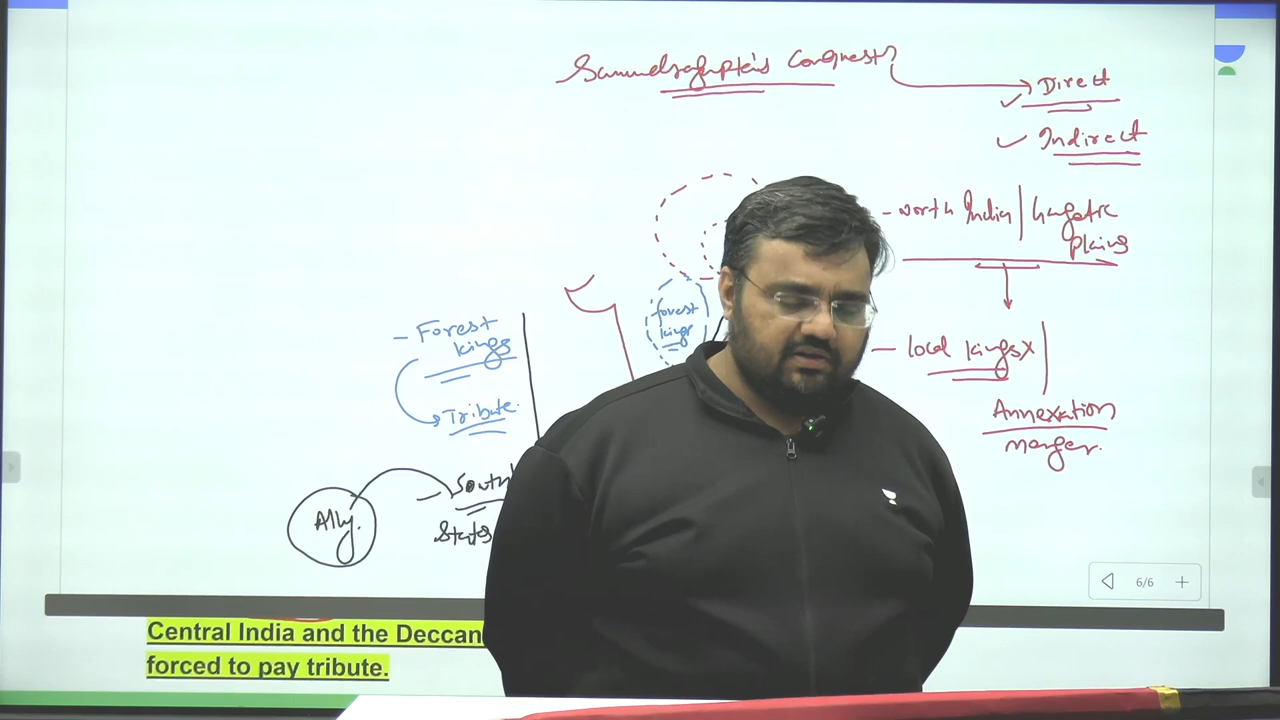 Samudragupta's Conquests
Direct
Indirect
- North India | Gangetic
plains
forest
kings
- Forest
kings
- local kings x
Tribute
Annexation
merger.
- South
States
Ally.
6/6
Central India and the Deccan
forced to pay tribute.